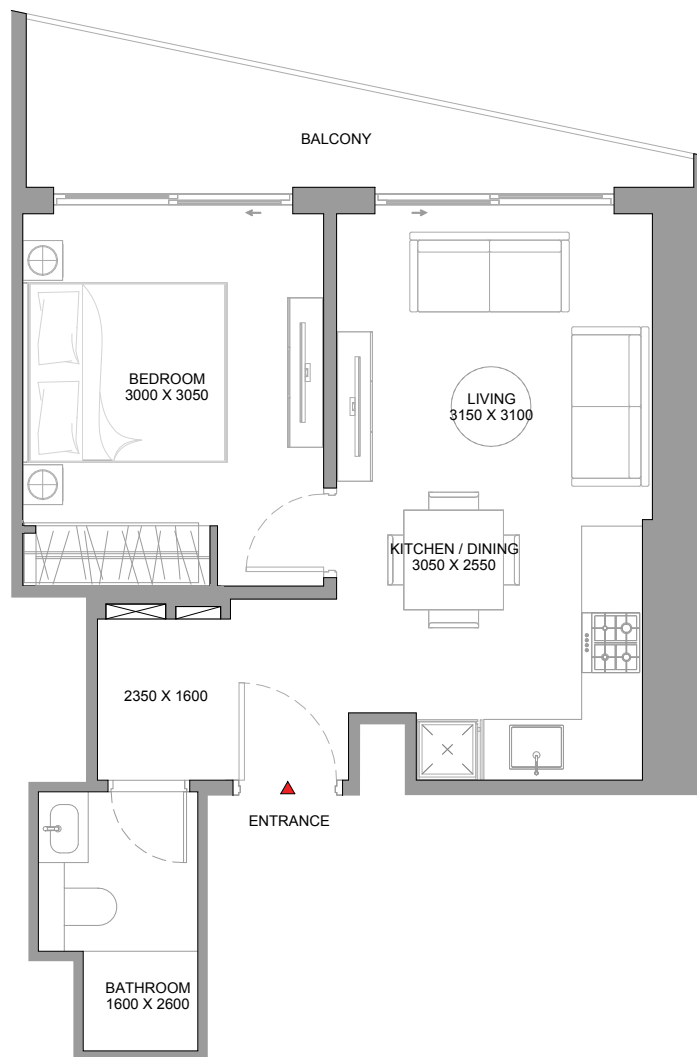 BALCONY
BEDROOM
3000 X 3050
LIVING
3150 X 3100
KITCHEN / DINING
3050 X 2550
2350 X 1600
ENTRANCE
BATHROOM
1600 X 2600